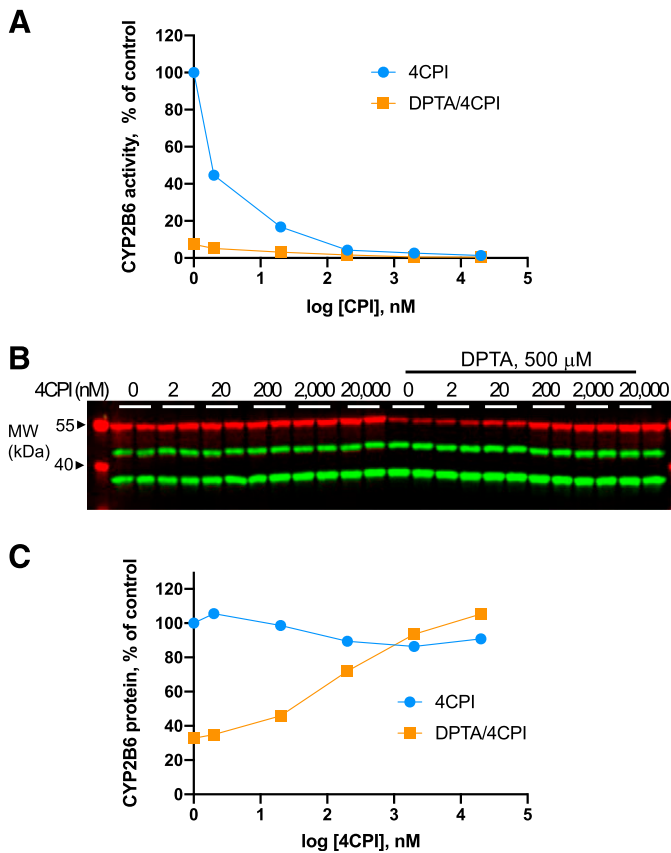 A
CYP2B6 activity, % of control
120
100
80
60
40
20
0
4CPI
DPTA/4CPI
0 1 2 3 4 5
log [CPI], nM
B
DPTA, 500 µM
4CPI (nM) 0 2 20 200 2,000 20,000 0 2 20 200 2,000 20,000
MW
(kDa)
55
40
C
CYP2B6 protein, % of control
120
100
80
60
40
20
0
4CPI
DPTA/4CPI
0 1 2 3 4 5
log [4CPI], nM